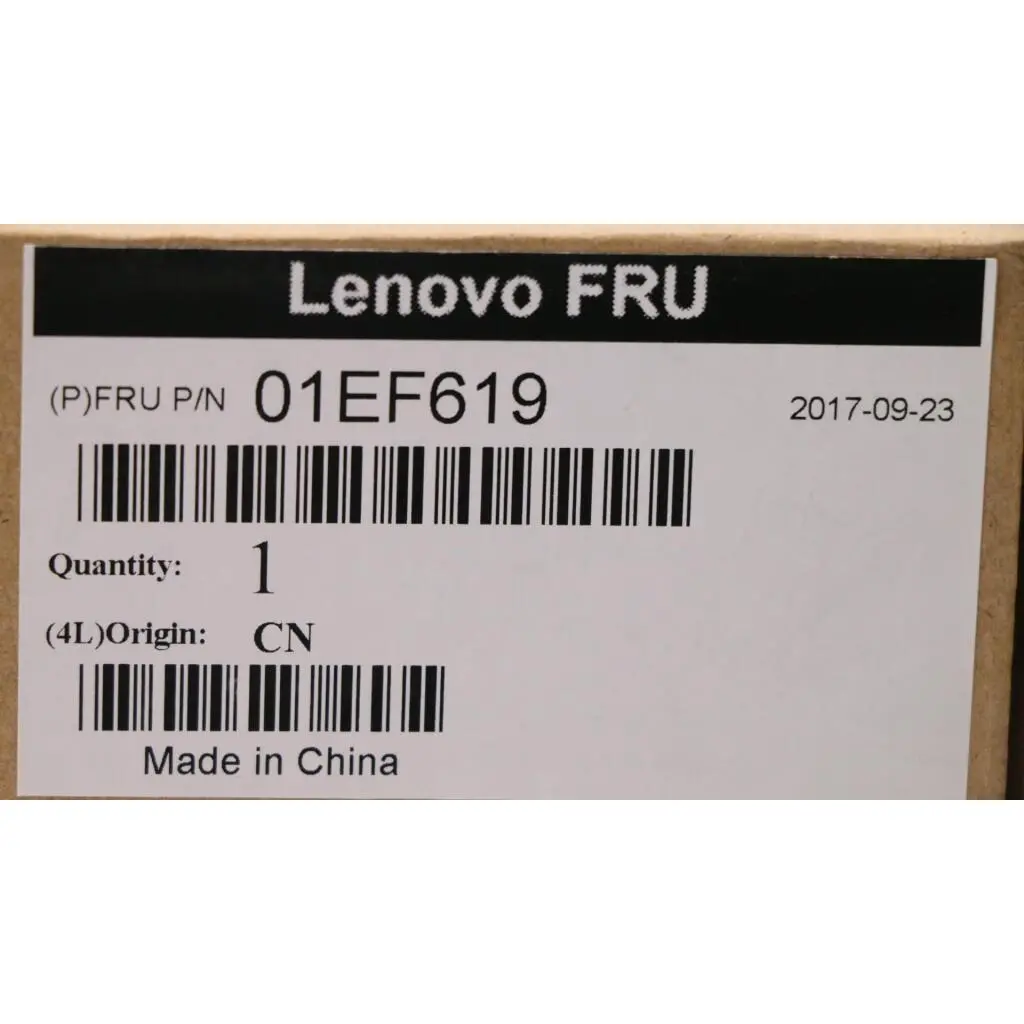 Lenovo FRU
(P)FRU P/N 01EF619 2017-09-23
Quantity: 1
(4L)Origin: CN
Made in China